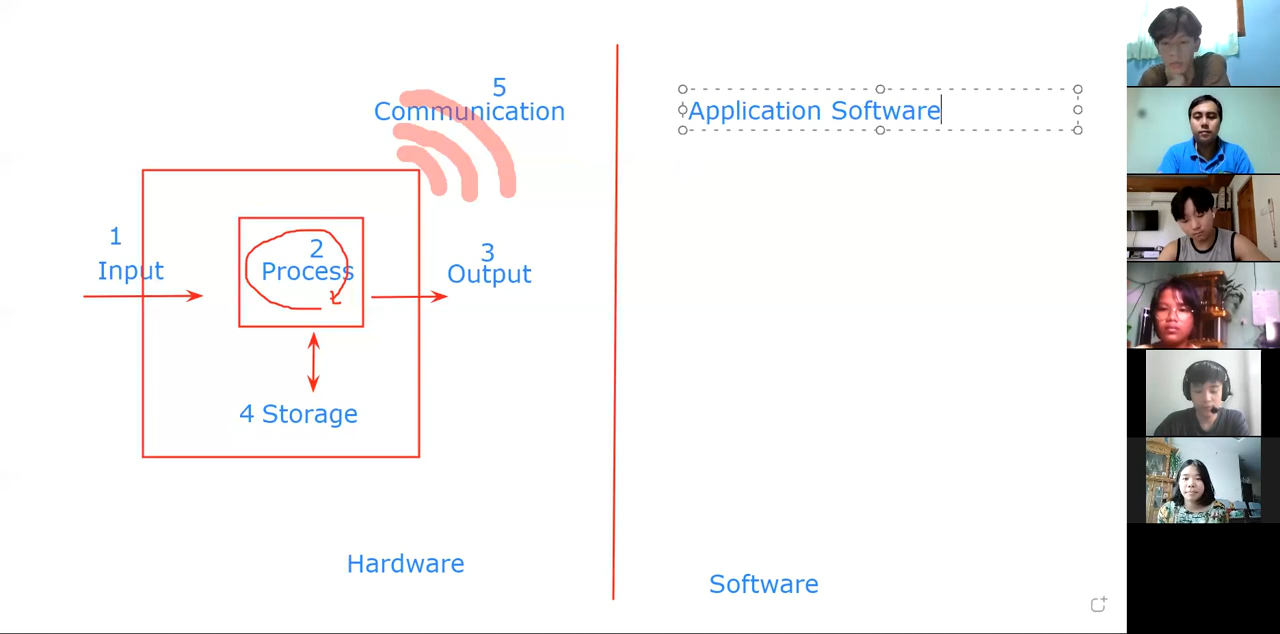 5
Communication
1
Input
2
Process
3
Output
4 Storage
Hardware
Application Software
Software